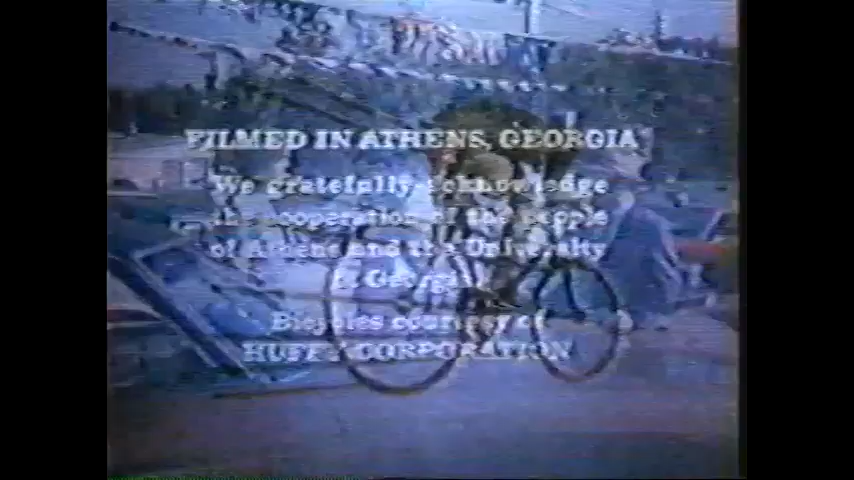 FILMED IN ATHENS, GEORGIA
We gratefully acknowledge
the cooperation of the people
of Athens and the University
of Georgia
Bicycles courtesy of
HUFFY CORPORATION